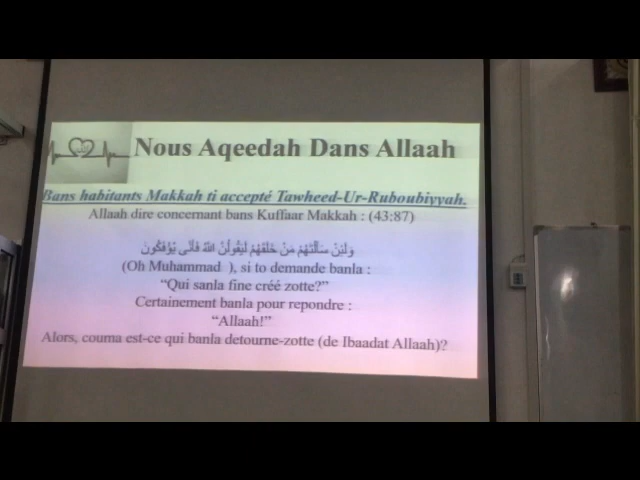 Nous Aqeedah Dans Allaah
Bans habitants Makkah ti accepté Tawheed-Ur-Ruboubiyyah.
Allaah dire concernant bans Kuffaar Makkah : (43:87)
وَلَئِنْ سَأَلْتَهُمْ مَنْ خَلَقَهُمْ لَيَقُولُنَّ اللهُ فَأَنَّى يُؤْفَكُونَ
(Oh Muhammad ), si to demande banla :
“Qui sanla fine créé zotte?”
Certainement banla pour repondre :
“Allaah!”
Alors, couma est-ce qui banla detourne-zotte (de Ibaadat Allaah)?